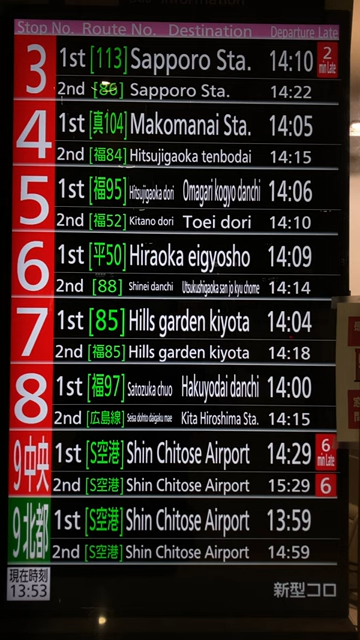 Stop No. Route No. Destination Departure Late
3 1st [113] Sapporo Sta. 14:10 2 min Late
2nd [86] Sapporo Sta. 14:22
4 1st [真104] Makomanai Sta. 14:05
2nd [福84] Hitsujigaoka tenbodai 14:15
5 1st [福95] Hitsujigaoka dori Omagari kogyo danchi 14:06
2nd [福52] Kitano dori Toei dori 14:10
6 1st [平50] Hiraoka eigyosho 14:09
2nd [88] Shinei danchi Utsukushigaoka san jo kyu chome 14:14
7 1st [85] Hills garden kiyota 14:04
2nd [福85] Hills garden kiyota 14:18
8 1st [福97] Satozuka chuo Hakuyodai danchi 14:00
2nd [広島線] Seisa dohto daigaku mae Kita Hiroshima Sta. 14:15
9中央 1st [S空港] Shin Chitose Airport 14:29 6 min Late
2nd [S空港] Shin Chitose Airport 15:29 6
9北都 1st [S空港] Shin Chitose Airport 13:59
2nd [S空港] Shin Chitose Airport 14:59
現在時刻
13:53 新型コロ